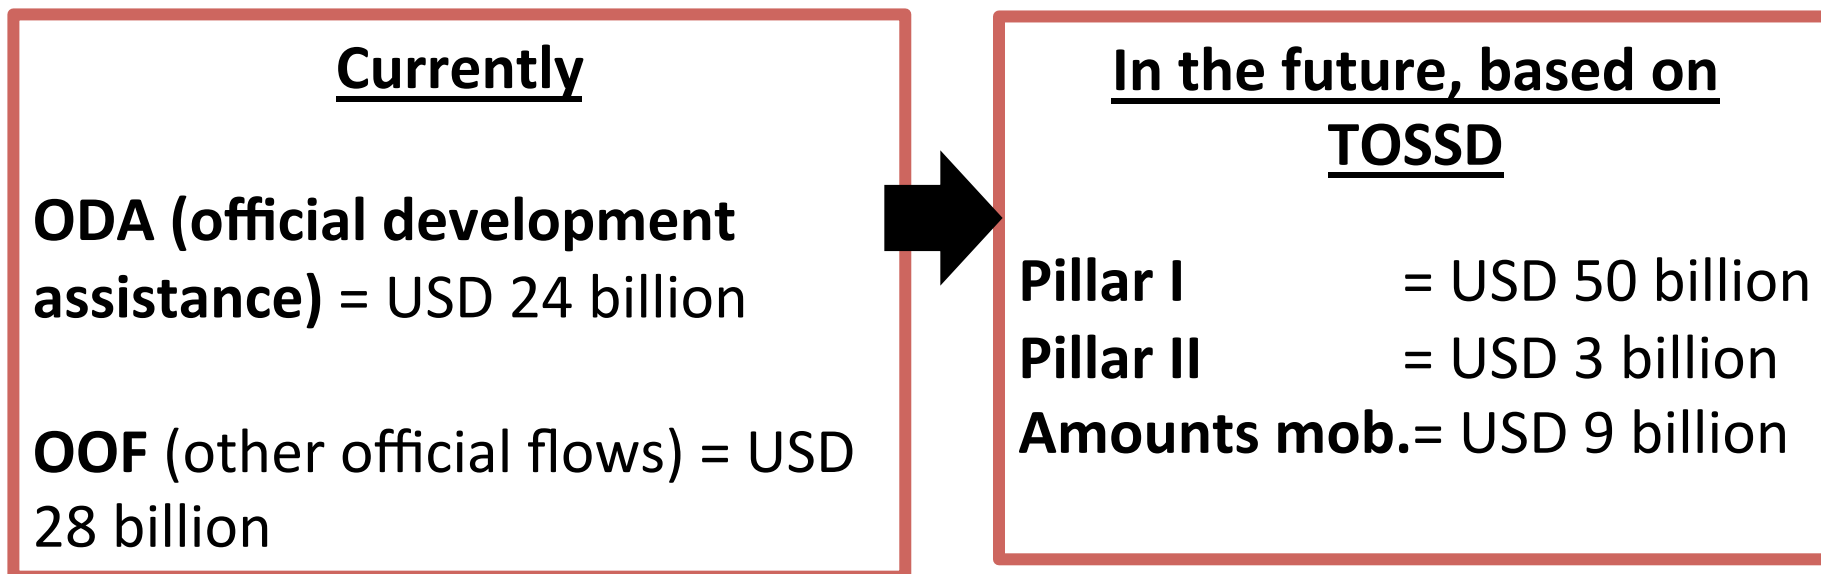 Currently
ODA (official development
assistance) = USD 24 billion
OOF (other official flows) = USD
28 billion
In the future, based on
TOSSD
Pillar I = USD 50 billion
Pillar II = USD 3 billion
Amounts mob.= USD 9 billion